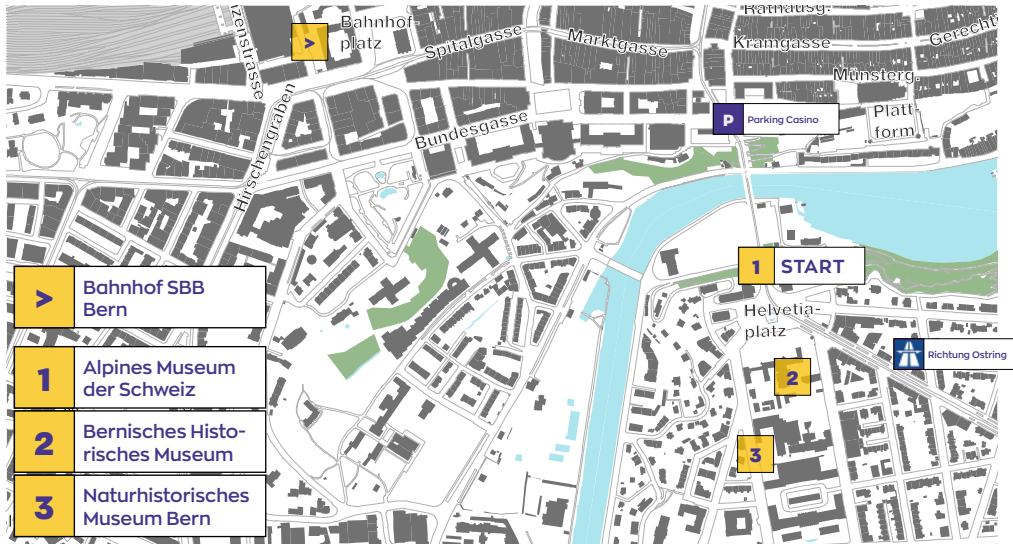 Rathausg.
Bahnhof-
platz
>
Spitalgasse
Marktgasse
Kramgasse
Gerecht
Münsterg.
Platt-
form
P
Parking Casino
Bundesgasse
Hirschengraben
1
START
Helvetia-
platz
Richtung Ostring
2
3
>
Bahnhof SBB
Bern
1
Alpines Museum
der Schweiz
2
Bernisches Histo-
risches Museum
3
Naturhistorisches
Museum Bern